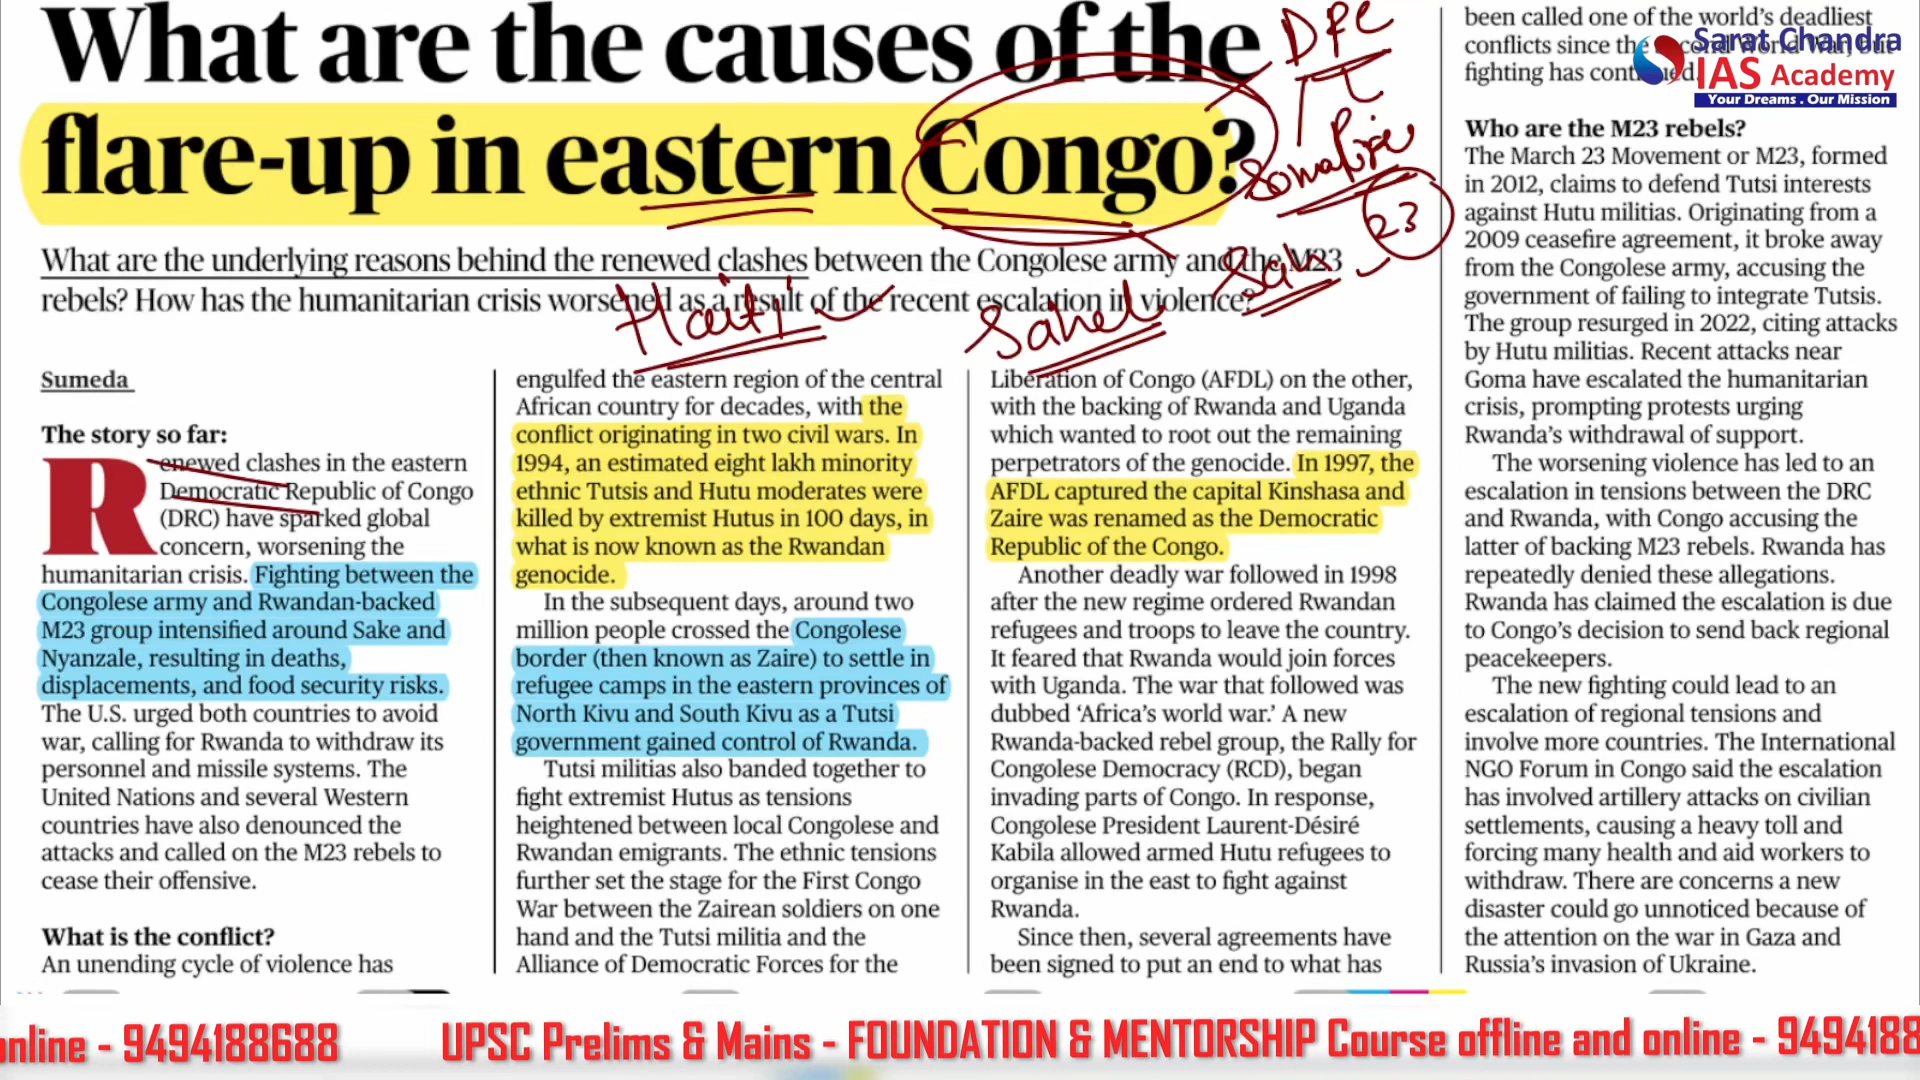 What are the causes of the
flare-up in eastern Congo?
What are the underlying reasons behind the renewed clashes between the Congolese army and the M23
rebels? How has the humanitarian crisis worsened as a result of the recent escalation in violence?
23
Haiti
Sahel
Sumeda
The story so far:
Renewed clashes in the eastern
Democratic Republic of Congo
(DRC) have sparked global
concern, worsening the
humanitarian crisis. Fighting between the
Congolese army and Rwandan-backed
M23 group intensified around Sake and
Nyanzale, resulting in deaths,
displacements, and food security risks.
The U.S. urged both countries to avoid
war, calling for Rwanda to withdraw its
personnel and missile systems. The
United Nations and several Western
countries have also denounced the
attacks and called on the M23 rebels to
cease their offensive.
What is the conflict?
An unending cycle of violence has
engulfed the eastern region of the central
African country for decades, with the
conflict originating in two civil wars. In
1994, an estimated eight lakh minority
ethnic Tutsis and Hutu moderates were
killed by extremist Hutus in 100 days, in
what is now known as the Rwandan
genocide.
In the subsequent days, around two
million people crossed the Congolese
border (then known as Zaire) to settle in
refugee camps in the eastern provinces of
North Kivu and South Kivu as a Tutsi
government gained control of Rwanda.
Tutsi militias also banded together to
fight extremist Hutus as tensions
heightened between local Congolese and
Rwandan emigrants. The ethnic tensions
further set the stage for the First Congo
War between the Zairean soldiers on one
hand and the Tutsi militia and the
Alliance of Democratic Forces for the
Liberation of Congo (AFDL) on the other,
with the backing of Rwanda and Uganda
which wanted to root out the remaining
perpetrators of the genocide. In 1997, the
AFDL captured the capital Kinshasa and
Zaire was renamed as the Democratic
Republic of the Congo.
Another deadly war followed in 1998
after the new regime ordered Rwandan
refugees and troops to leave the country.
It feared that Rwanda would join forces
with Uganda. The war that followed was
dubbed ‘Africa’s world war.’ A new
Rwanda-backed rebel group, the Rally for
Congolese Democracy (RCD), began
invading parts of Congo. In response,
Congolese President Laurent-Désiré
Kabila allowed armed Hutu refugees to
organise in the east to fight against
Rwanda.
Since then, several agreements have
been signed to put an end to what has
been called one of the world’s deadliest
conflicts since the Second World War, but
fighting has continued.
Who are the M23 rebels?
The March 23 Movement or M23, formed
in 2012, claims to defend Tutsi interests
against Hutu militias. Originating from a
2009 ceasefire agreement, it broke away
from the Congolese army, accusing the
government of failing to integrate Tutsis.
The group resurged in 2022, citing attacks
by Hutu militias. Recent attacks near
Goma have escalated the humanitarian
crisis, prompting protests urging
Rwanda’s withdrawal of support.
The worsening violence has led to an
escalation in tensions between the DRC
and Rwanda, with Congo accusing the
latter of backing M23 rebels. Rwanda has
repeatedly denied these allegations.
Rwanda has claimed the escalation is due
to Congo’s decision to send back regional
peacekeepers.
The new fighting could lead to an
escalation of regional tensions and
involve more countries. The International
NGO Forum in Congo said the escalation
has involved artillery attacks on civilian
settlements, causing a heavy toll and
forcing many health and aid workers to
withdraw. There are concerns a new
disaster could go unnoticed because of
the attention on the war in Gaza and
Russia’s invasion of Ukraine.
Sarat Chandra
IAS Academy
Your Dreams . Our Mission
online - 9494188688 UPSC Prelims & Mains - FOUNDATION & MENTORSHIP Course offline and online - 9494188